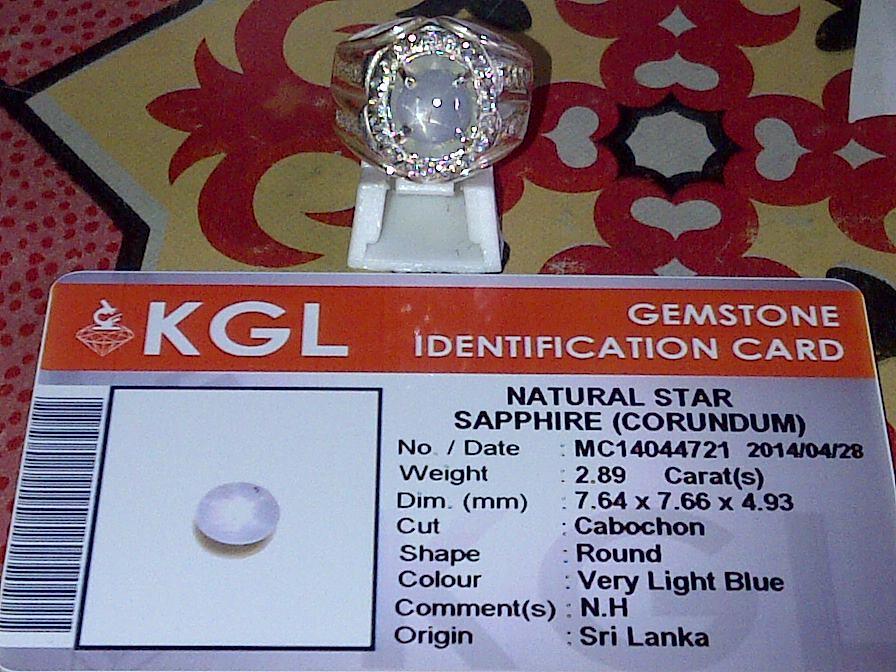 KGL
GEMSTONE
IDENTIFICATION CARD
NATURAL STAR
SAPPHIRE (CORUNDUM)
No. / Date : MC14044721 2014/04/28
Weight : 2.89 Carat(s)
Dim. (mm) : 7.64 x 7.66 x 4.93
Cut : Cabochon
Shape : Round
Colour : Very Light Blue
Comment(s) : N.H
Origin : Sri Lanka